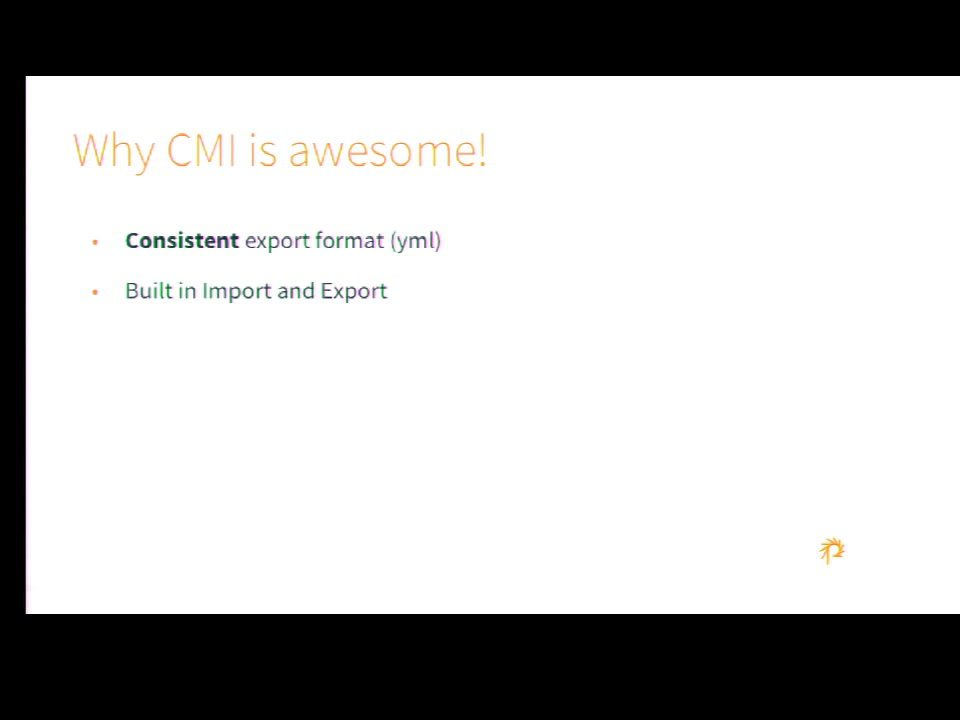 Why CMI is awesome!
• Consistent export format (yml)
• Built in Import and Export